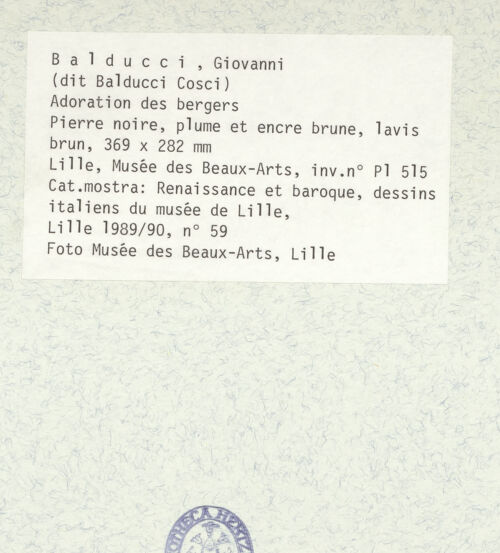 B a l d u c c i , Giovanni
(dit Balducci Cosci)
Adoration des bergers
Pierre noire, plume et encre brune, lavis
brun, 369 x 282 mm
Lille, Musée des Beaux-Arts, inv.n° Pl 515
Cat.mostra: Renaissance et baroque, dessins
italiens du musée de Lille,
Lille 1989/90, n° 59
Foto Musée des Beaux-Arts, Lille